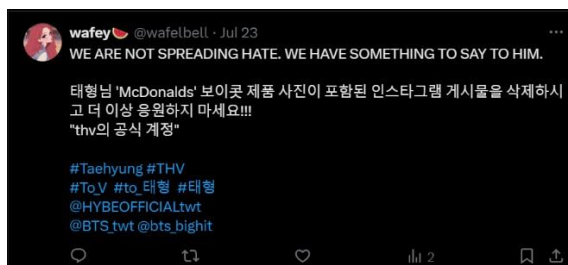 wafey🍉 @wafelbell · Jul 23
WE ARE NOT SPREADING HATE. WE HAVE SOMETHING TO SAY TO HIM.
태형님 'McDonalds' 보이콧 제품 사진이 포함된 인스타그램 게시물을 삭제하시
고 더 이상 응원하지 마세요!!!
"thv의 공식 계정"
#Taehyung #THV
#To_V #to_태형 #태형
@HYBEOFFICIALtwt
@BTS_twt @bts_bighit
2